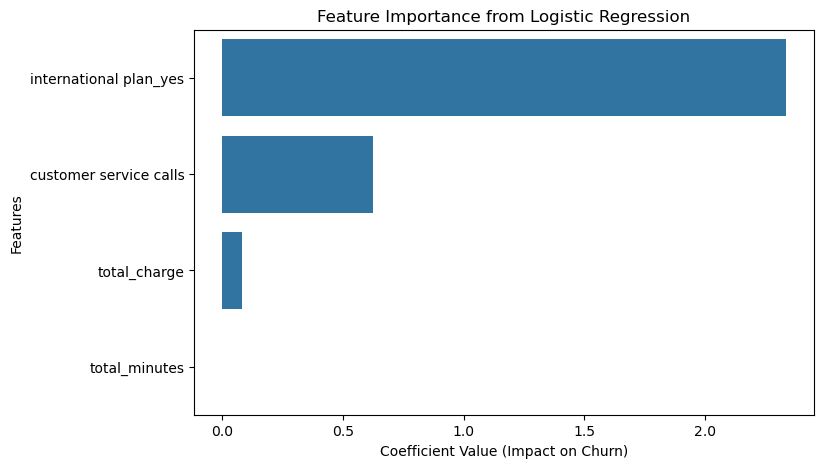 Feature Importance from Logistic Regression
international plan_yes
customer service calls
total_charge
total_minutes
Features
0.0 0.5 1.0 1.5 2.0
Coefficient Value (Impact on Churn)